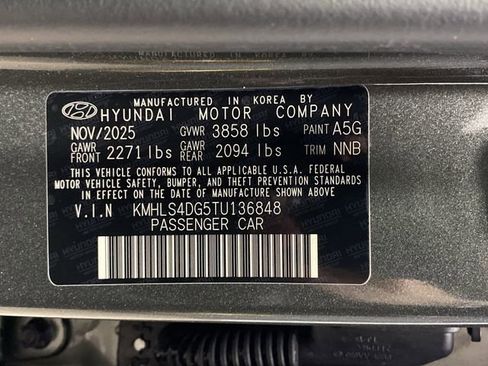 MANUFACTURED IN KOREA BY
HYUNDAI MOTOR COMPANY
NOV/2025 GVWR 3858 lbs PAINT A5G
GAWR FRONT 2271 lbs GAWR REAR 2094 lbs TRIM NNB
THIS VEHICLE CONFORMS TO ALL APPLICABLE U.S.A. FEDERAL
MOTOR VEHICLE SAFETY, BUMPER, AND THEFT PREVENTION STANDARDS
IN EFFECT ON THE DATE OF MANUFACTURE SHOWN ABOVE
V.I.N KMHLS4DG5TU136848
PASSENGER CAR